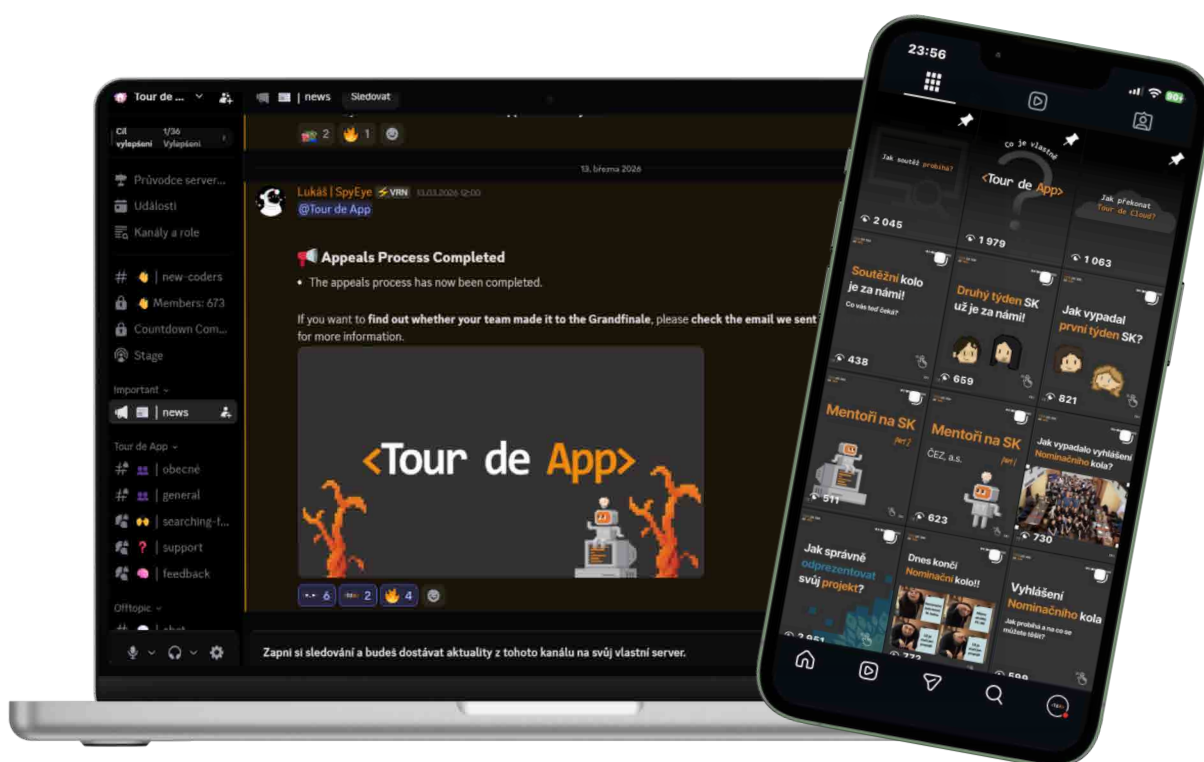 Tour de ...
Cíl vylepšení
1/36 Vylepšení
Průvodce server...
Události
Kanály a role
new-coders
Members: 673
Countdown Com...
Stage
Important
| news
Tour de App
| obecné
| general
| searching-f...
| support
| feedback
Offtopic
| chat
| news
Sledovat
2
1
13. března 2026
Lukáš | SpyEye VRN 13.03.2026 12:00
@Tour de App
Appeals Process Completed
• The appeals process has now been completed.
If you want to find out whether your team made it to the Grandfinale, please check the email we sent
for more information.
<Tour de App>
6
2
4
Zapni si sledování a budeš dostávat aktuality z tohoto kanálu na svůj vlastní server.
23:56
90+
Jak soutěž probíhá?
2 045
Co je vlastně
<Tour de App>
1 979
Jak překonat
Tour de Cloud?
1 063
Soutěžní kolo
je za námi!
Co vás teď čeká?
438
Druhý týden SK
už je za námi!
659
Jak vypadal
první týden SK?
821
Mentoři na SK
511
Mentoři na SK
ČEZ, a.s.
623
Jak vypadalo vyhlášení
Nominačního kola?
730
Jak správně
odprezentovat
svůj projekt?
2 951
Dnes končí
Nominační kolo!!
772
Vyhlášení
Nominačního kola
Jak probíhá a na co se
můžete těšit?
599